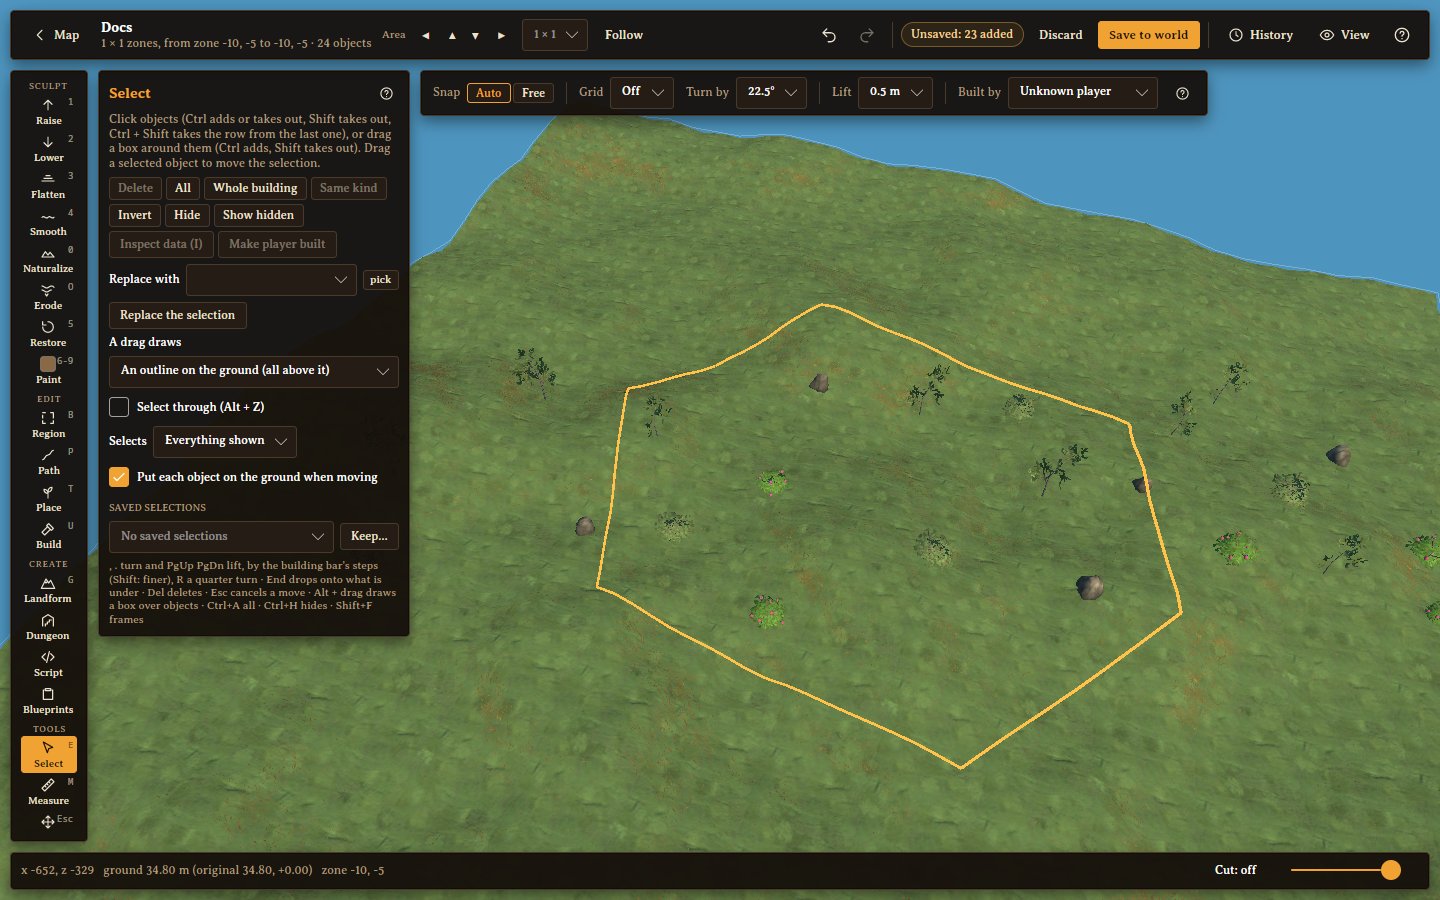 Map
Docs
1 × 1 zones, from zone -10, -5 to -10, -5 · 24 objects
Area
1 × 1
Follow
Unsaved: 23 added
Discard
Save to world
History
View
SCULPT
1
Raise
2
Lower
3
Flatten
4
Smooth
0
Naturalize
O
Erode
5
Restore
6-9
Paint
EDIT
B
Region
P
Path
T
Place
U
Build
CREATE
G
Landform
Dungeon
Script
Blueprints
TOOLS
E
Select
M
Measure
Esc
Select
Click objects (Ctrl adds or takes out, Shift takes out,
Ctrl + Shift takes the row from the last one), or drag
a box around them (Ctrl adds, Shift takes out). Drag
a selected object to move the selection.
Delete All Whole building Same kind
Invert Hide Show hidden
Inspect data (I) Make player built
Replace with pick
Replace the selection
A drag draws
An outline on the ground (all above it)
Select through (Alt + Z)
Selects Everything shown
Put each object on the ground when moving
SAVED SELECTIONS
No saved selections Keep...
, . turn and PgUp PgDn lift, by the building bar's steps
(Shift: finer), R a quarter turn · End drops onto what is
under · Del deletes · Esc cancels a move · Alt + drag draws
a box over objects · Ctrl+A all · Ctrl+H hides · Shift+F
frames
Snap Auto Free Grid Off Turn by 22.5° Lift 0.5 m Built by Unknown player
x -652, z -329 ground 34.80 m (original 34.80, +0.00) zone -10, -5
Cut: off